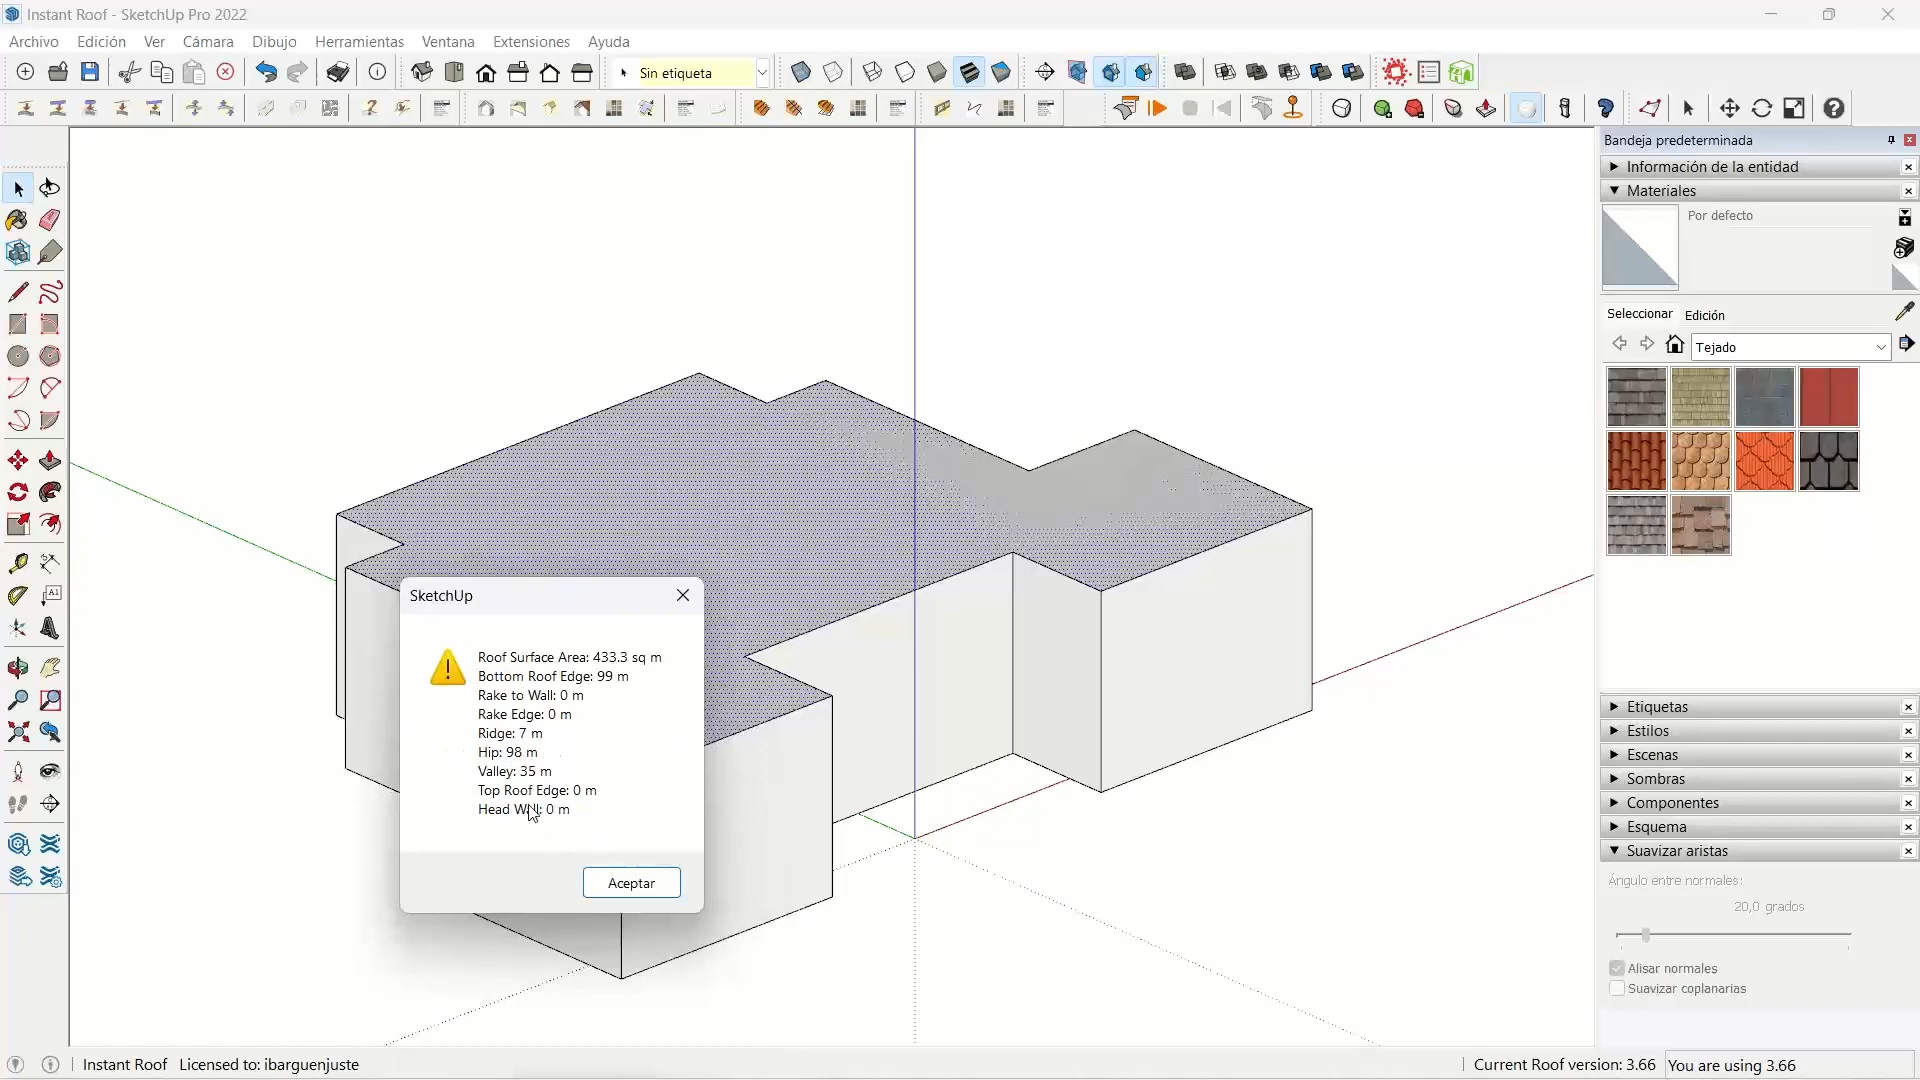 Instant Roof - SketchUp Pro 2022
Archivo Edición Ver Cámara Dibujo Herramientas Ventana Extensiones Ayuda
Sin etiqueta
Bandeja predeterminada
Información de la entidad
Materiales
Por defecto
Seleccionar Edición
Tejado
SketchUp
Roof Surface Area: 433.3 sq m
Bottom Roof Edge: 99 m
Rake to Wall: 0 m
Rake Edge: 0 m
Ridge: 7 m
Hip: 98 m
Valley: 35 m
Top Roof Edge: 0 m
Head Wall: 0 m
Aceptar
Etiquetas
Estilos
Escenas
Sombras
Componentes
Esquema
Suavizar aristas
Ángulo entre normales:
20,0 grados
Alisar normales
Suavizar coplanarias
Instant Roof Licensed to: ibarguenjuste
Current Roof version: 3.66 You are using 3.66